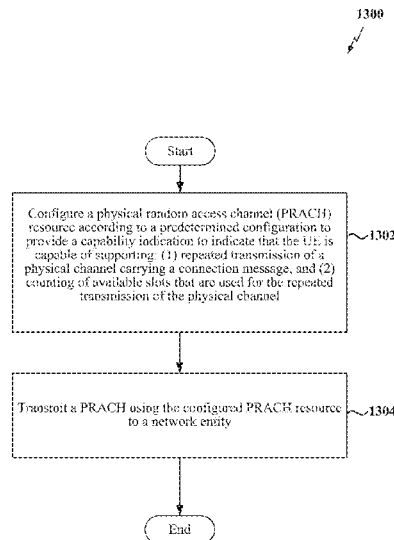 1300
Start
Configure a physical random access channel (PRACH)
resource according to a predetermined configuration to
provide a capability indication to indicate that the UE is
capable of supporting: (1) repeated transmission of a
physical channel carrying a connection message, and (2)
counting of available slots that are used for the repeated
transmission of the physical channel
1302
Transmit a PRACH using the configured PRACH resource
to a network entity
1304
End